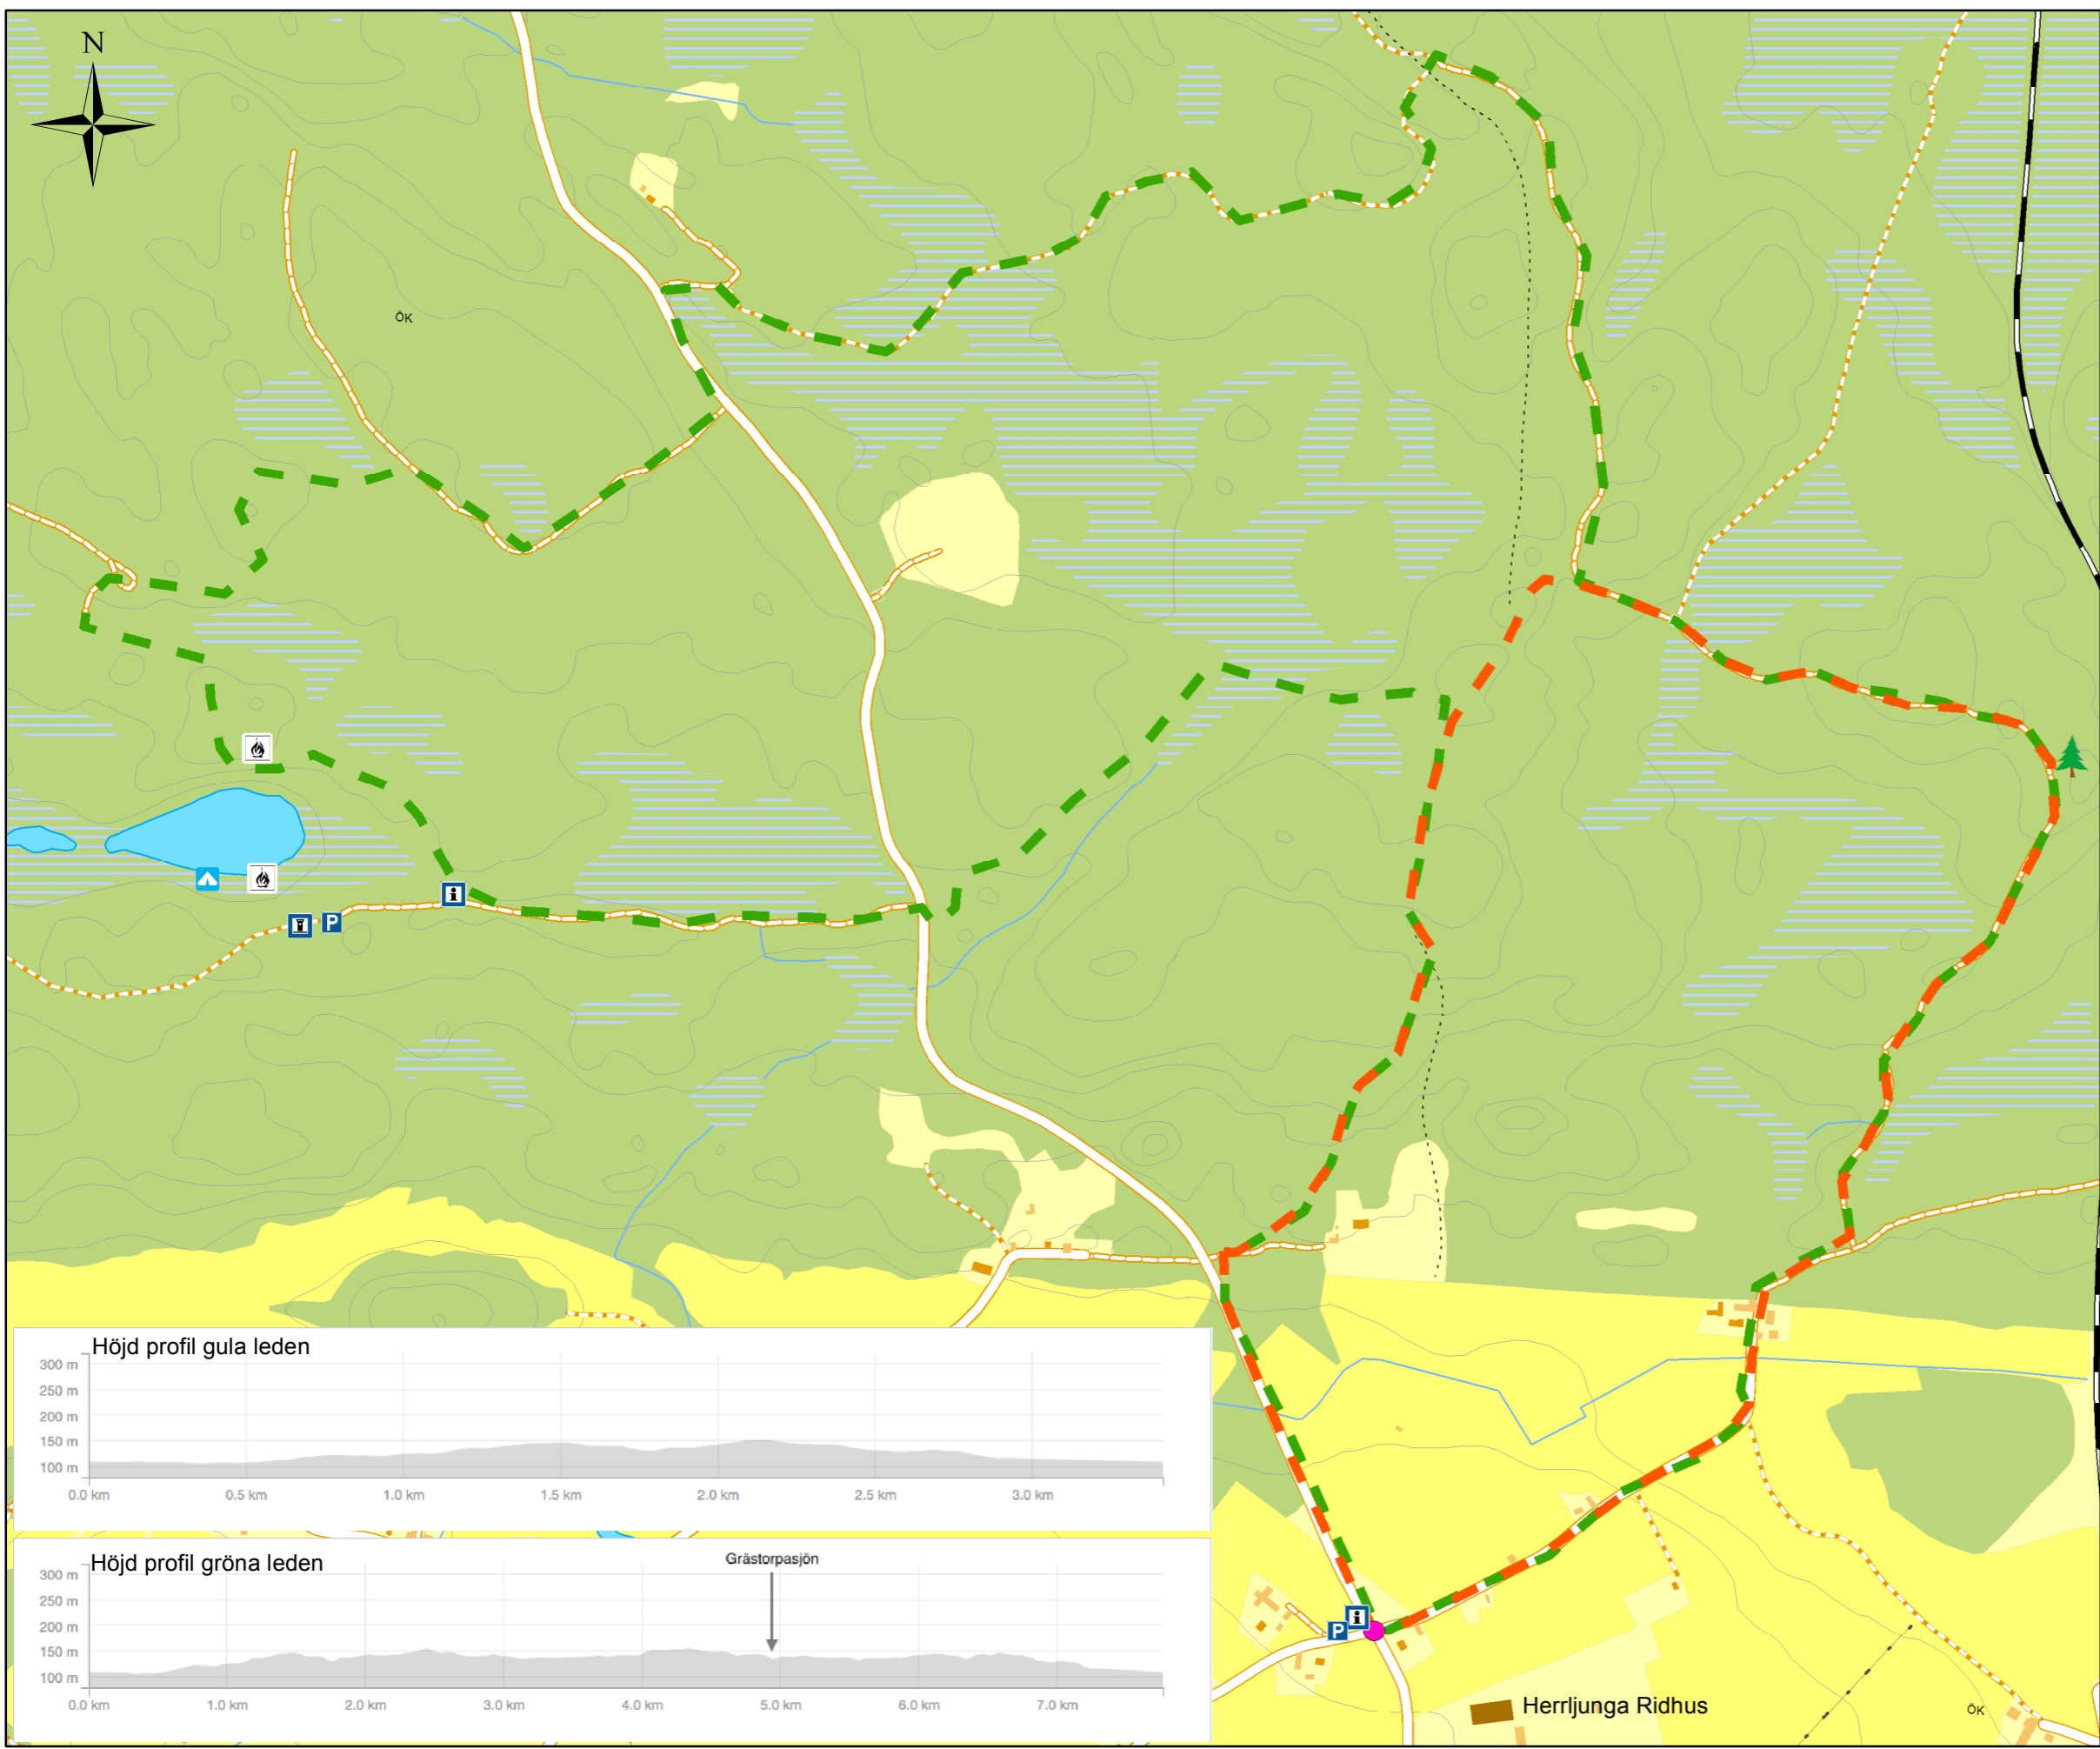 N
ÖK
i
P
Höjd profil gula leden
300 m
250 m
200 m
150 m
100 m
0.0 km 0.5 km 1.0 km 1.5 km 2.0 km 2.5 km 3.0 km
Höjd profil gröna leden
Grästorpasjön
300 m
250 m
200 m
150 m
100 m
0.0 km 1.0 km 2.0 km 3.0 km 4.0 km 5.0 km 6.0 km 7.0 km
i
P
Herrljunga Ridhus
ÖK